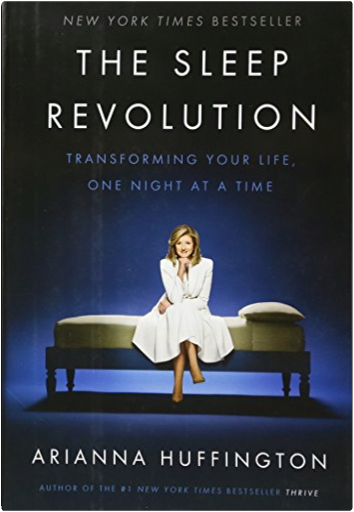 NEW YORK TIMES BESTSELLER
THE SLEEP
REVOLUTION
TRANSFORMING YOUR LIFE,
ONE NIGHT AT A TIME
ARIANNA HUFFINGTON
AUTHOR OF THE #1 NEW YORK TIMES BESTSELLER THRIVE